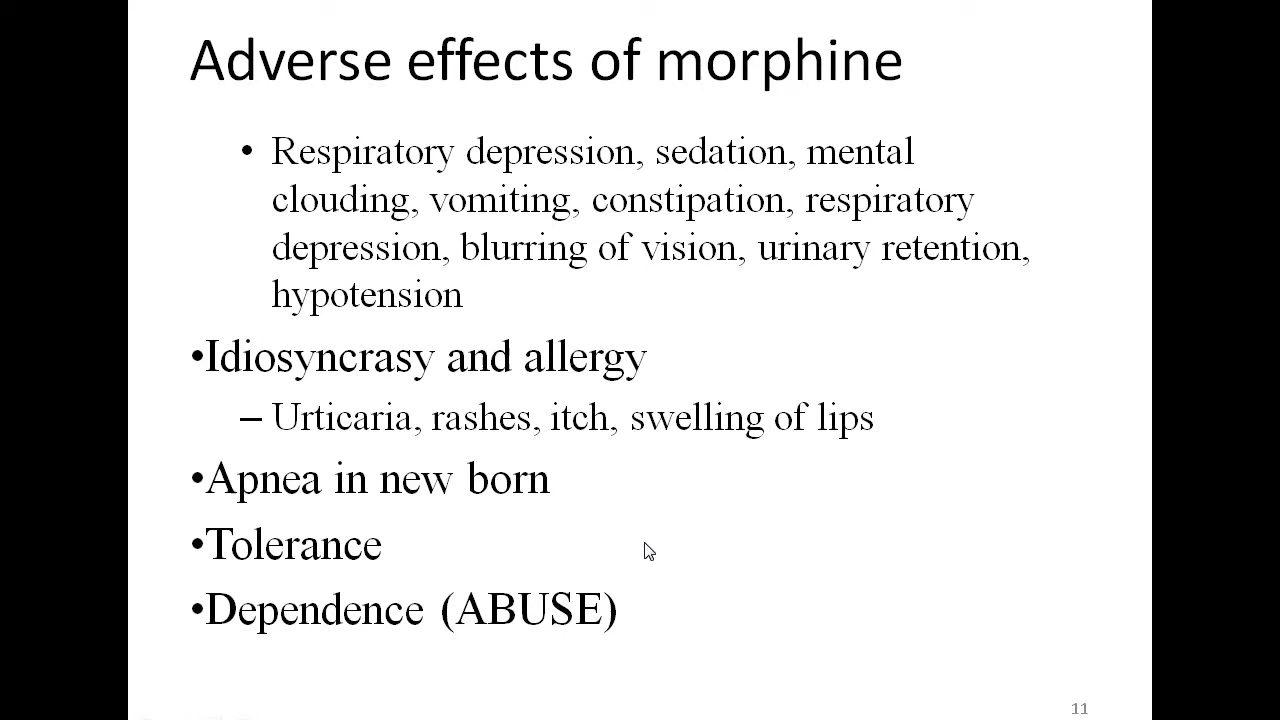 Adverse effects of morphine
• Respiratory depression, sedation, mental
clouding, vomiting, constipation, respiratory
depression, blurring of vision, urinary retention,
hypotension
•Idiosyncrasy and allergy
– Urticaria, rashes, itch, swelling of lips
•Apnea in new born
•Tolerance
•Dependence (ABUSE)
11